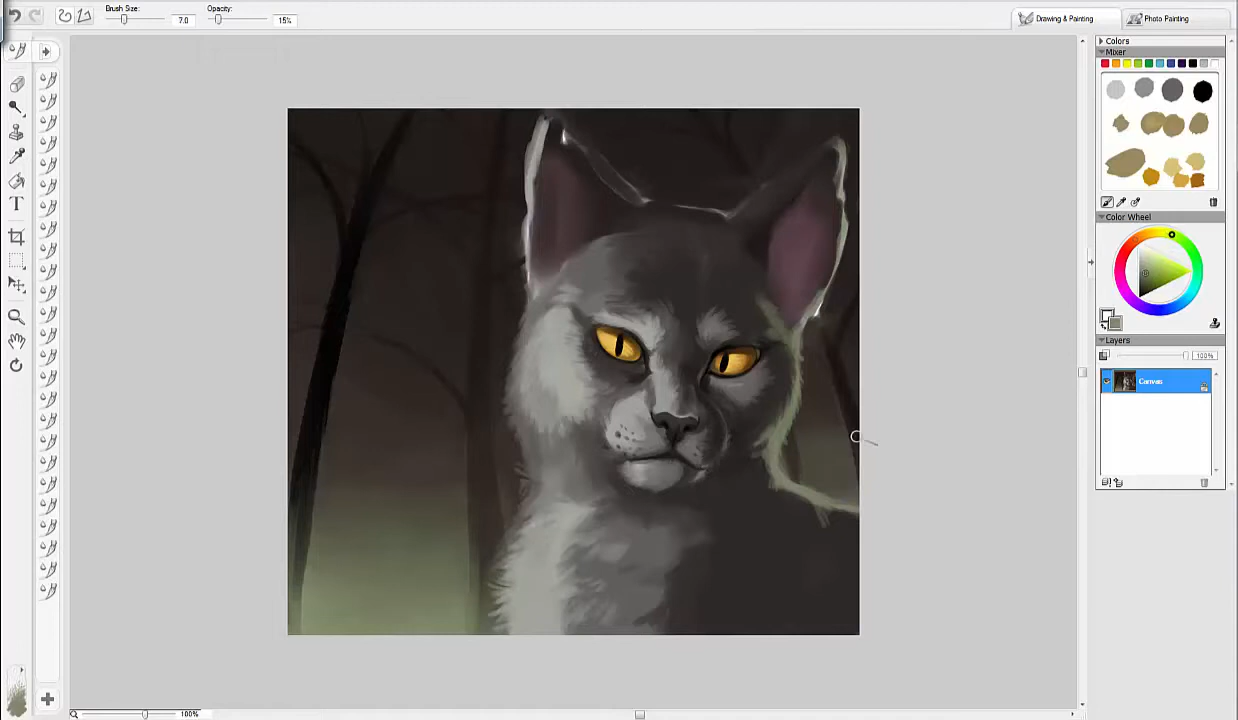 Brush Size: Opacity:
7.0 15%
Drawing & Painting
Photo Painting
Colors
Mixer
T
Color Wheel
Layers
100%
Canvas
100%